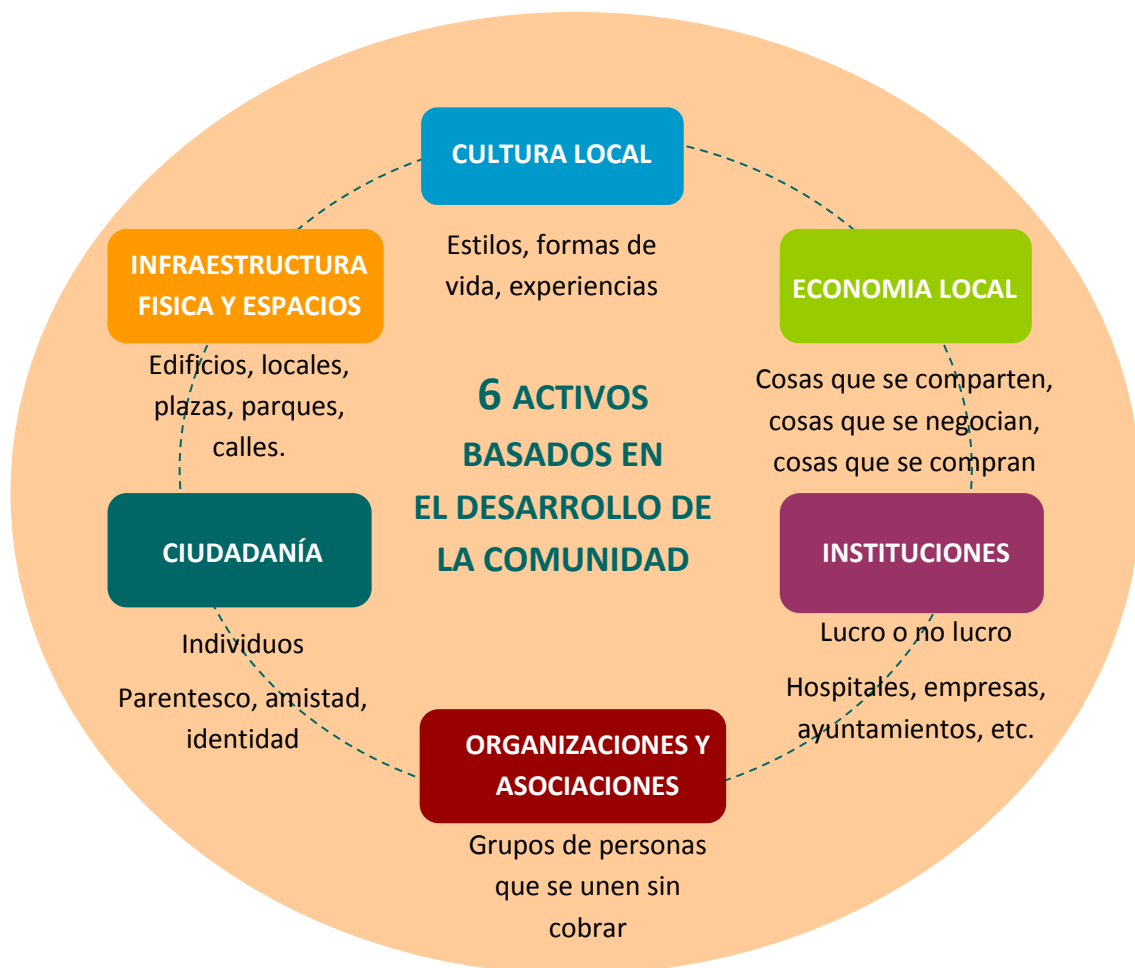 CULTURA LOCAL
Estilos, formas de
vida, experiencias
INFRAESTRUCTURA
FISICA Y ESPACIOS
Edificios, locales,
plazas, parques,
calles.
ECONOMIA LOCAL
Cosas que se comparten,
cosas que se negocian,
cosas que se compran
6 ACTIVOS
BASADOS EN
EL DESARROLLO DE
LA COMUNIDAD
CIUDADANÍA
Individuos
Parentesco, amistad,
identidad
INSTITUCIONES
Lucro o no lucro
Hospitales, empresas,
ayuntamientos, etc.
ORGANIZACIONES Y
ASOCIACIONES
Grupos de personas
que se unen sin
cobrar